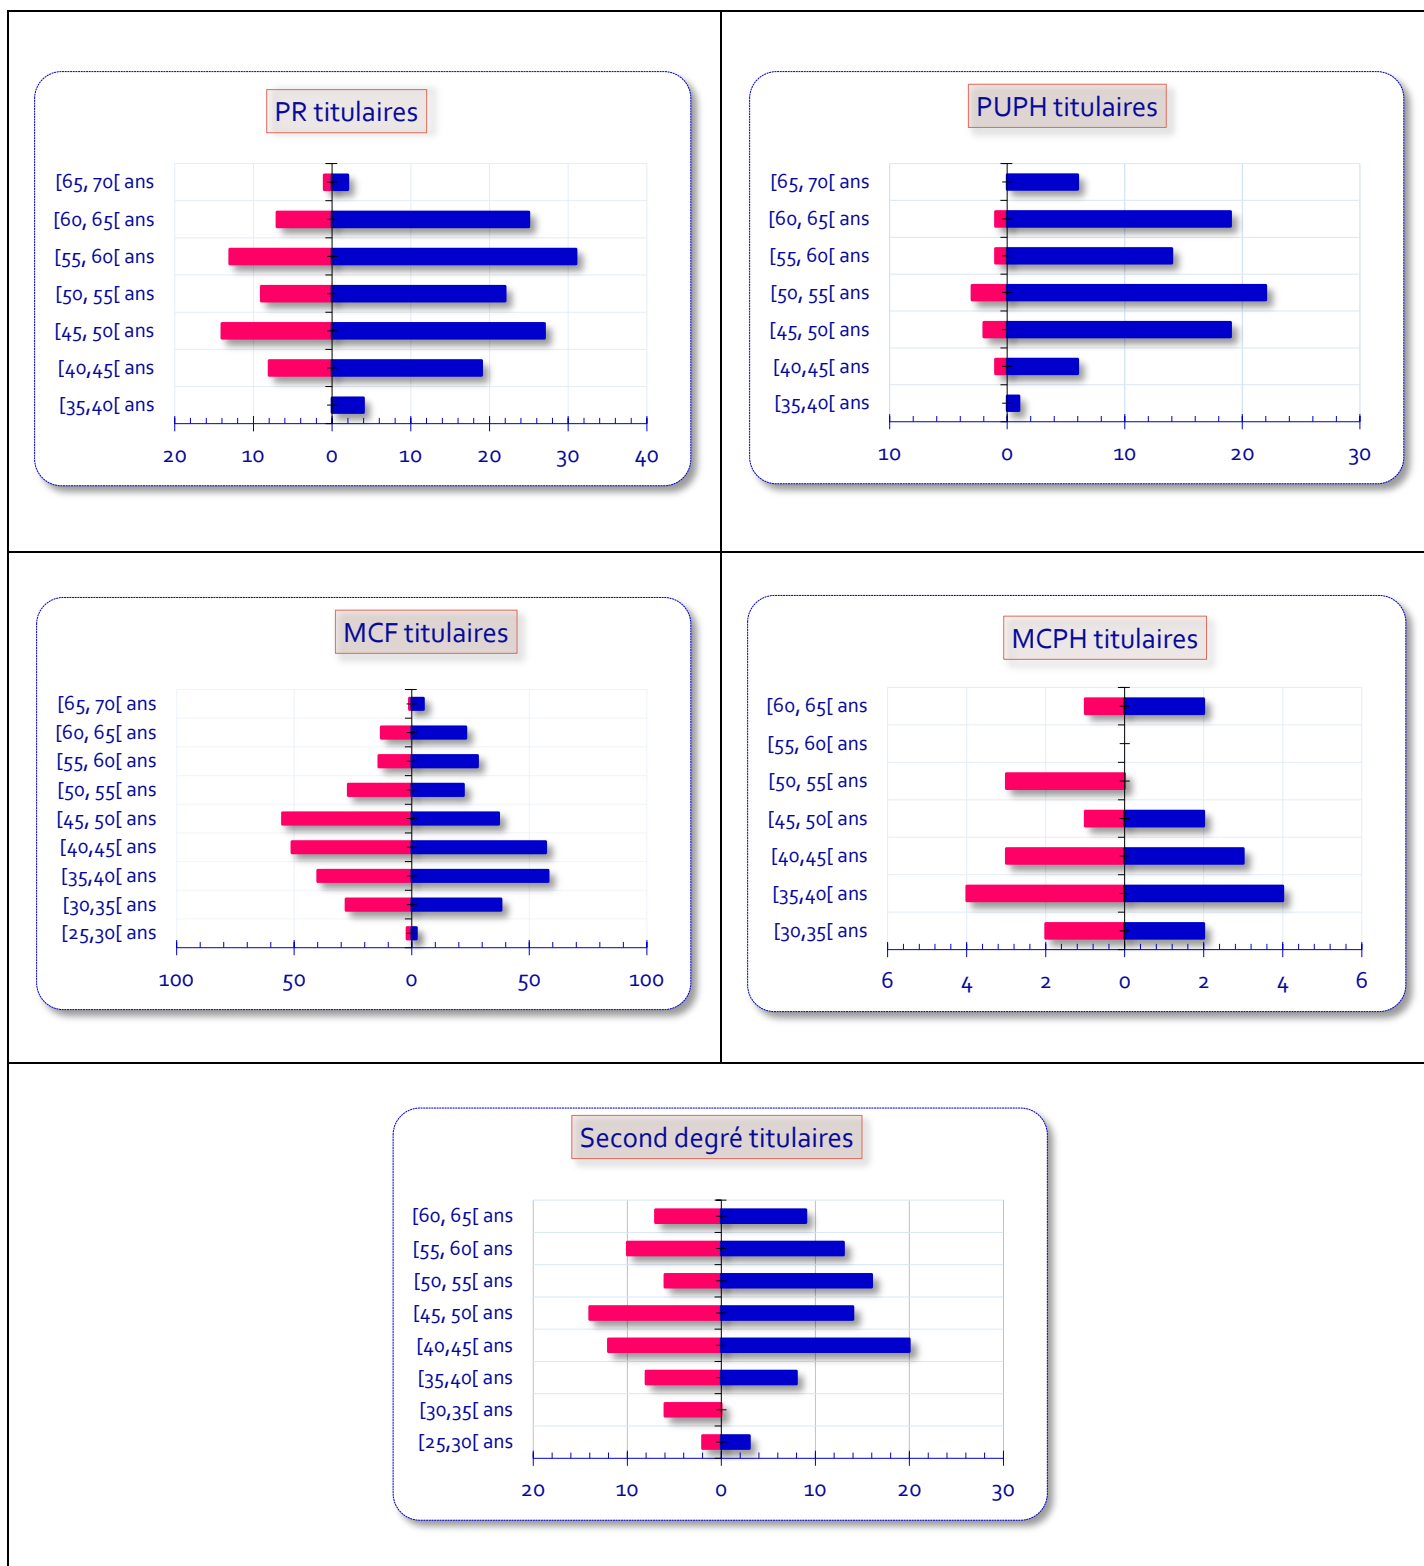 PR titulaires
[65, 70[ ans
[60, 65[ ans
[55, 60[ ans
[50, 55[ ans
[45, 50[ ans
[40,45[ ans
[35,40[ ans
20 10 0 10 20 30 40
PUPH titulaires
[65, 70[ ans
[60, 65[ ans
[55, 60[ ans
[50, 55[ ans
[45, 50[ ans
[40,45[ ans
[35,40[ ans
10 0 10 20 30
MCF titulaires
[65, 70[ ans
[60, 65[ ans
[55, 60[ ans
[50, 55[ ans
[45, 50[ ans
[40,45[ ans
[35,40[ ans
[30,35[ ans
[25,30[ ans
100 50 0 50 100
MCPH titulaires
[60, 65[ ans
[55, 60[ ans
[50, 55[ ans
[45, 50[ ans
[40,45[ ans
[35,40[ ans
[30,35[ ans
6 4 2 0 2 4 6
Second degré titulaires
[60, 65[ ans
[55, 60[ ans
[50, 55[ ans
[45, 50[ ans
[40,45[ ans
[35,40[ ans
[30,35[ ans
[25,30[ ans
20 10 0 10 20 30